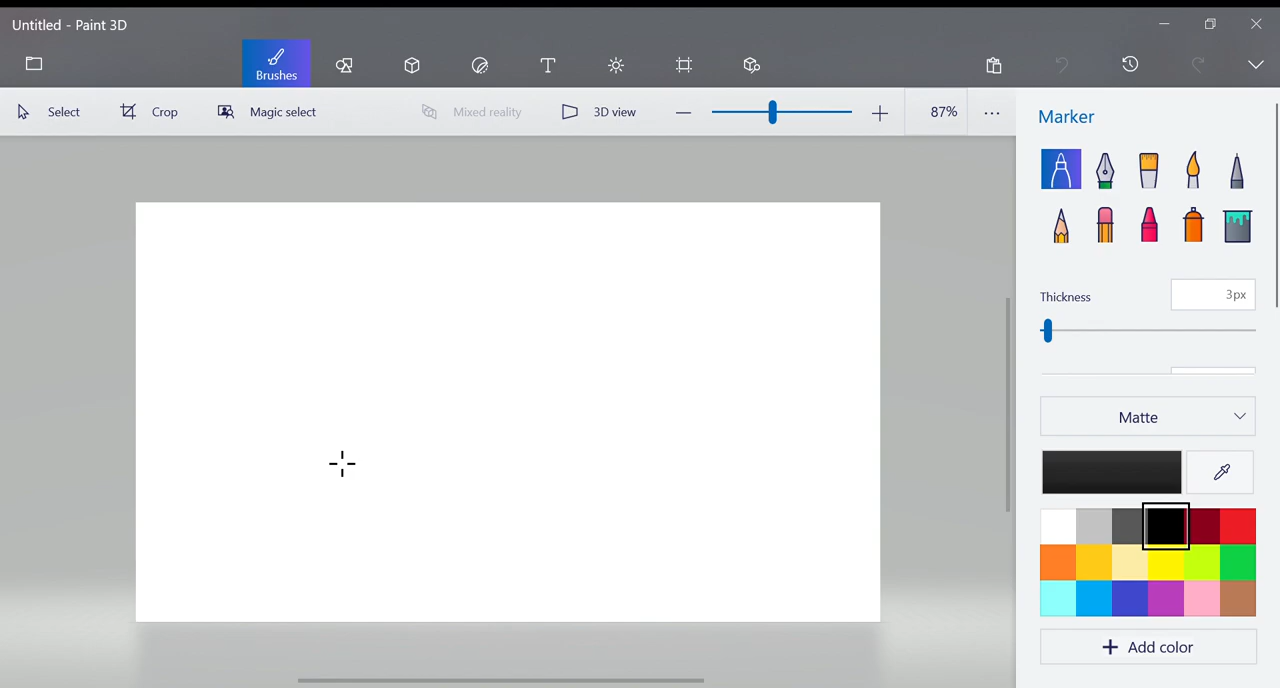 Untitled - Paint 3D
Brushes
Select Crop Magic select Mixed reality 3D view 87%
Marker
Thickness 3px
Matte
Add color